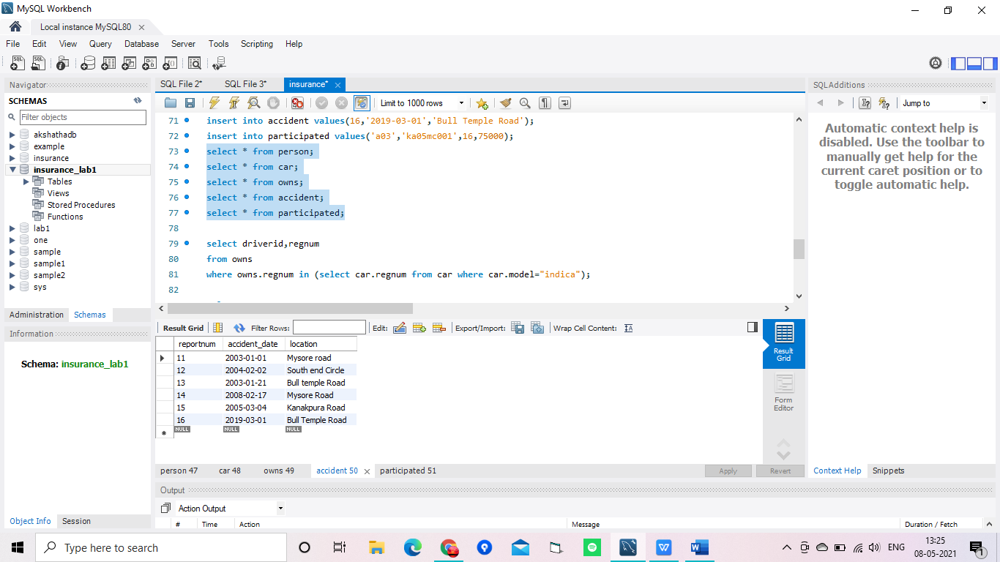 MySQL Workbench
Local instance MySQL80
File Edit View Query Database Server Tools Scripting Help
Navigator
SCHEMAS
Filter objects
akshathadb
example
insurance
insurance_lab1
Tables
Views
Stored Procedures
Functions
lab1
one
sample
sample1
sample2
sys
Administration Schemas
Information
Schema: insurance_lab1
Object Info Session
SQL File 2* SQL File 3* insurance*
Limit to 1000 rows
71 insert into accident values(16,'2019-03-01','Bull Temple Road');
72 insert into participated values('a03','ka05mc001',16,75000);
73 select * from person;
74 select * from car;
75 select * from owns;
76 select * from accident;
77 select * from participated;
78
79 select driverid,regnum
80 from owns
81 where owns.regnum in (select car.regnum from car where car.model="indica");
82
Result Grid Filter Rows: Edit: Export/Import: Wrap Cell Content:
reportnum accident_date location
11 2003-01-01 Mysore road
12 2004-02-02 South end Circle
13 2003-01-21 Bull temple Road
14 2008-02-17 Mysore Road
15 2005-03-04 Kanakpura Road
16 2019-03-01 Bull Temple Road
NULL NULL NULL
Result
Grid
Form
Editor
person 47 car 48 owns 49 accident 50 participated 51
Apply Revert
Output
Action Output
# Time Action Message Duration / Fetch
SQLAdditions
Jump to
Automatic context help is
disabled. Use the toolbar to
manually get help for the
current caret position or to
toggle automatic help.
Context Help Snippets
Type here to search
ENG
13:25
08-05-2021
1